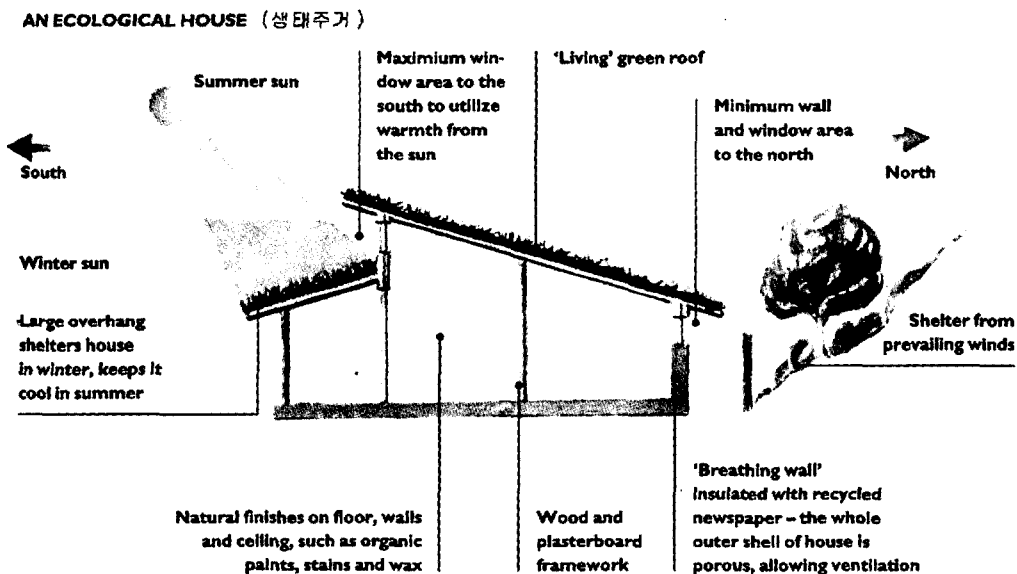 AN ECOLOGICAL HOUSE (생태주거)
Summer sun
Maximium win-
dow area to the
south to utilize
warmth from
the sun
'Living' green roof
Minimum wall
and window area
to the north
South
North
Winter sun
Large overhang
shelters house
in winter, keeps it
cool in summer
Shelter from
prevailing winds
Natural finishes on floor, walls
and ceiling, such as organic
paints, stains and wax
Wood and
plasterboard
framework
'Breathing wall'
insulated with recycled
newspaper – the whole
outer shell of house is
porous, allowing ventilation